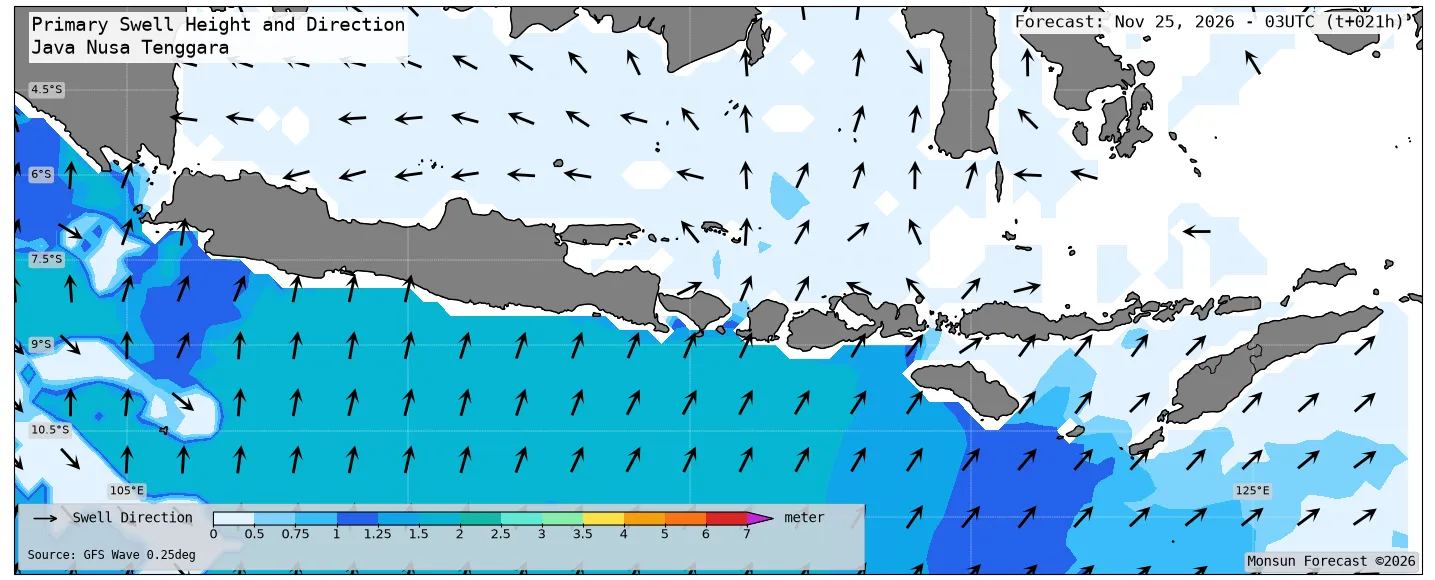 Primary Swell Height and Direction
Java Nusa Tenggara
Forecast: Nov 25, 2026 - 03UTC (t+021h)
4.5°S
6°S
7.5°S
9°S
10.5°S
105°E
125°E
Swell Direction
0 0.5 0.75 1 1.25 1.5 2 2.5 3 3.5 4 5 6 7
meter
Source: GFS Wave 0.25deg
Monsun Forecast ©2026